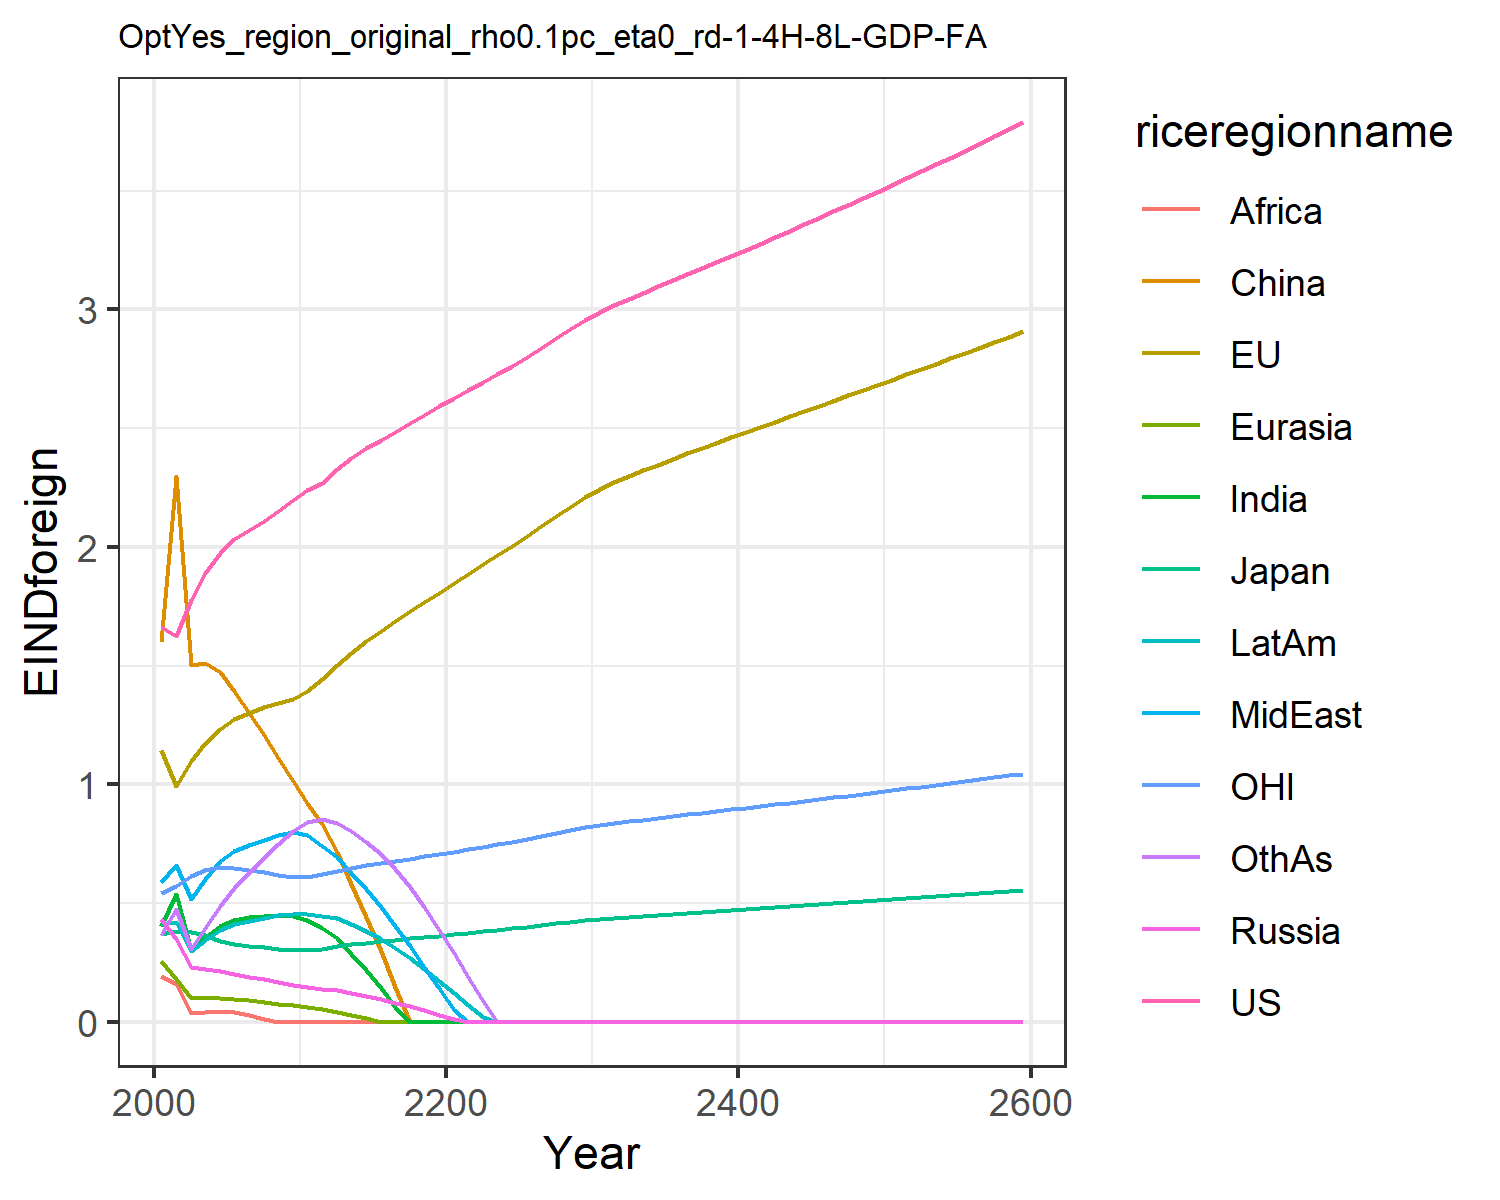 OptYes_region_original_rho0.1pc_eta0_rd-1-4H-8L-GDP-FA
EINDforeign
3
2
1
0
2000 2200 2400 2600
Year
riceregionname
Africa
China
EU
Eurasia
India
Japan
LatAm
MidEast
OHI
OthAs
Russia
US